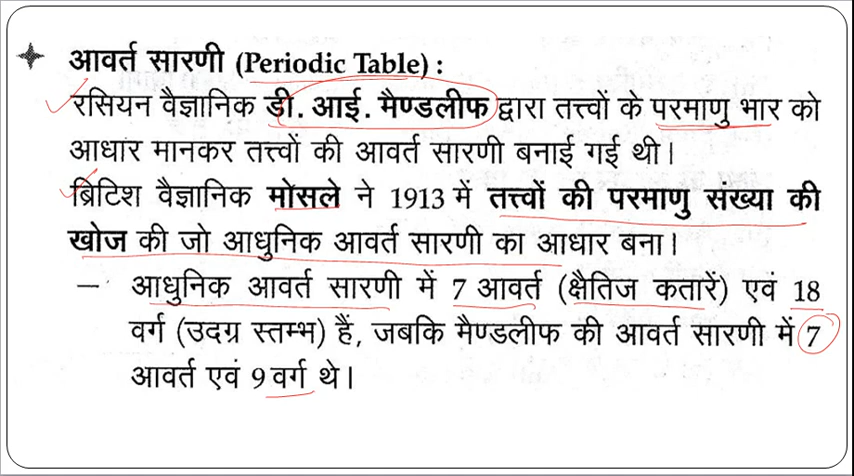 आवर्त सारणी (Periodic Table) :
रसियन वैज्ञानिक डी. आई. मैण्डलीफ द्वारा तत्त्वों के परमाणु भार को
आधार मानकर तत्त्वों की आवर्त सारणी बनाई गई थी।
ब्रिटिश वैज्ञानिक मोसले ने 1913 में तत्त्वों की परमाणु संख्या की
खोज की जो आधुनिक आवर्त सारणी का आधार बना।
– आधुनिक आवर्त सारणी में 7 आवर्त (क्षैतिज कतारें) एवं 18
वर्ग (उदग्र स्तम्भ) हैं, जबकि मैण्डलीफ की आवर्त सारणी में 7
आवर्त एवं 9 वर्ग थे।